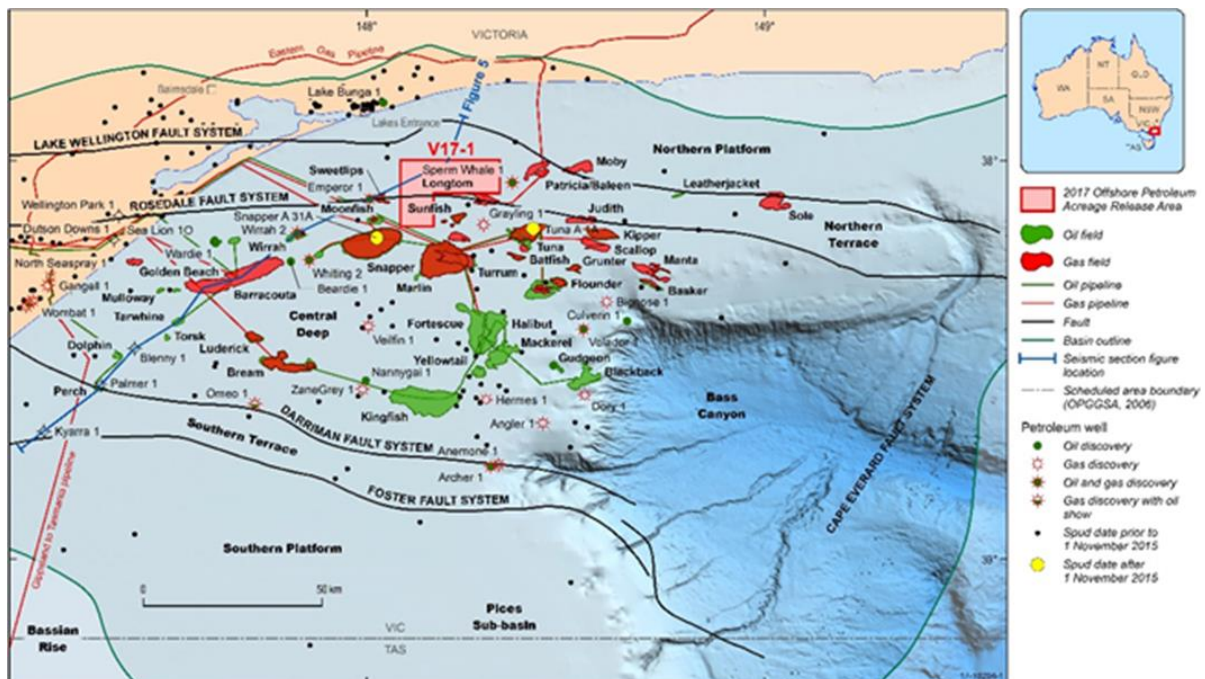 148°
149°
VICTORIA
Eastern Gas Pipeline
Figure 5
Bairnsdale
Lake Bunga 1
Lakes Entrance
LAKE WELLINGTON FAULT SYSTEM
V17-1
38°
Northern Platform
Sweetlips
Sperm Whale 1
Moby
Emperor 1
Longtom
Patricia/Baleen
Leatherjacket
Wellington Park 1
ROSEDALE FAULT SYSTEM
Moonfish
Sunfish
Judith
Sole
Snapper A 31A
Grayling 1
Dutson Downs 1
Sea Lion 1
Wirrah 2
Tuna A
Kipper
Northern
Terrace
Wardie 1
Wirrah
Tuna
Scallop
North Seaspray 1
Golden Beach
Whiting 2
Snapper
Batfish
Grunter
Manta
Gangell 1
Beardie 1
Marlin
Turrum
Mulloway
Barracouta
Flounder
Basker
Wombat 1
Tarwhine
Central
Deep
Bignose 1
Torsk
Fortescue
Halibut
Culverin 1
Dolphin
Veilfin 1
Volador 1
Luderick
Mackerel
Blenny 1
Yellowtail
Gudgeon
Bream
Nannygai 1
Blackback
Perch
Palmer 1
ZaneGrey 1
Bass
Canyon
Omeo 1
Kingfish
Hermes 1
Dory 1
DARRIMAN FAULT SYSTEM
Angler 1
Kyarra 1
Southern Terrace
Anemone 1
Archer 1
FOSTER FAULT SYSTEM
CAPE EVERARD FAULT SYSTEM
Gippsland to Tasmania pipeline
Southern Platform
39°
0
50 km
Pices
Sub-basin
Bassian
Rise
VIC
TAS
NT
QLD
WA
SA
NSW
VIC
TAS
2017 Offshore Petroleum
Acreage Release Area
Oil field
Gas field
Oil pipeline
Gas pipeline
Fault
Basin outline
Seismic section figure
location
Scheduled area boundary
(OPGGSA, 2006)
Petroleum well
Oil discovery
Gas discovery
Oil and gas discovery
Gas discovery with oil
show
Spud date prior to
1 November 2015
Spud date after
1 November 2015